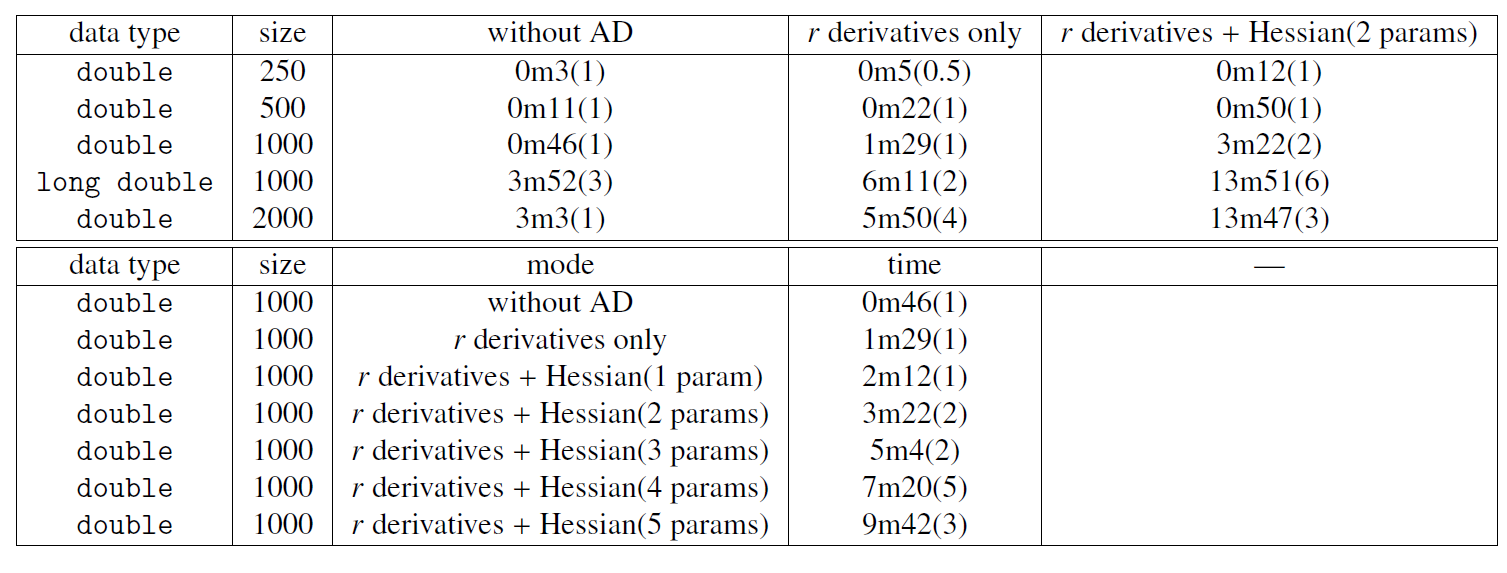 data type size without AD r derivatives only r derivatives + Hessian(2 params)
double 250 0m3(1) 0m5(0.5) 0m12(1)
double 500 0m11(1) 0m22(1) 0m50(1)
double 1000 0m46(1) 1m29(1) 3m22(2)
long double 1000 3m52(3) 6m11(2) 13m51(6)
double 2000 3m3(1) 5m50(4) 13m47(3)
data type size mode time —
double 1000 without AD 0m46(1)
double 1000 r derivatives only 1m29(1)
double 1000 r derivatives + Hessian(1 param) 2m12(1)
double 1000 r derivatives + Hessian(2 params) 3m22(2)
double 1000 r derivatives + Hessian(3 params) 5m4(2)
double 1000 r derivatives + Hessian(4 params) 7m20(5)
double 1000 r derivatives + Hessian(5 params) 9m42(3)